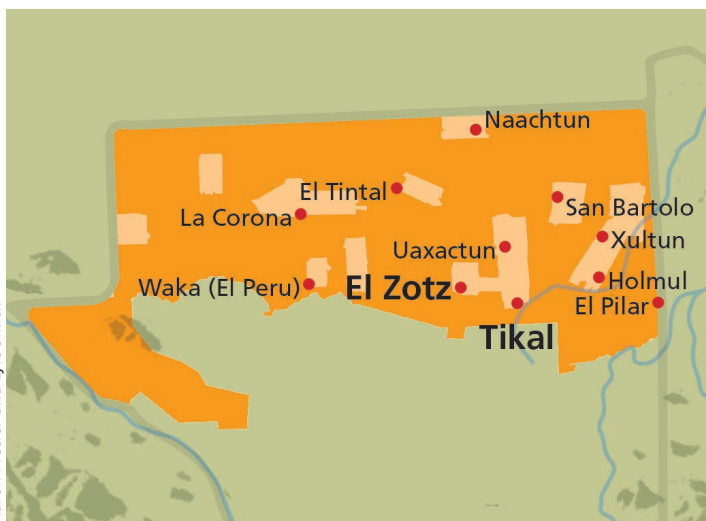 Naachtun
El Tintal
La Corona
San Bartolo
Uaxactun
Xultun
Waka (El Peru)
El Zotz
Holmul
El Pilar
Tikal